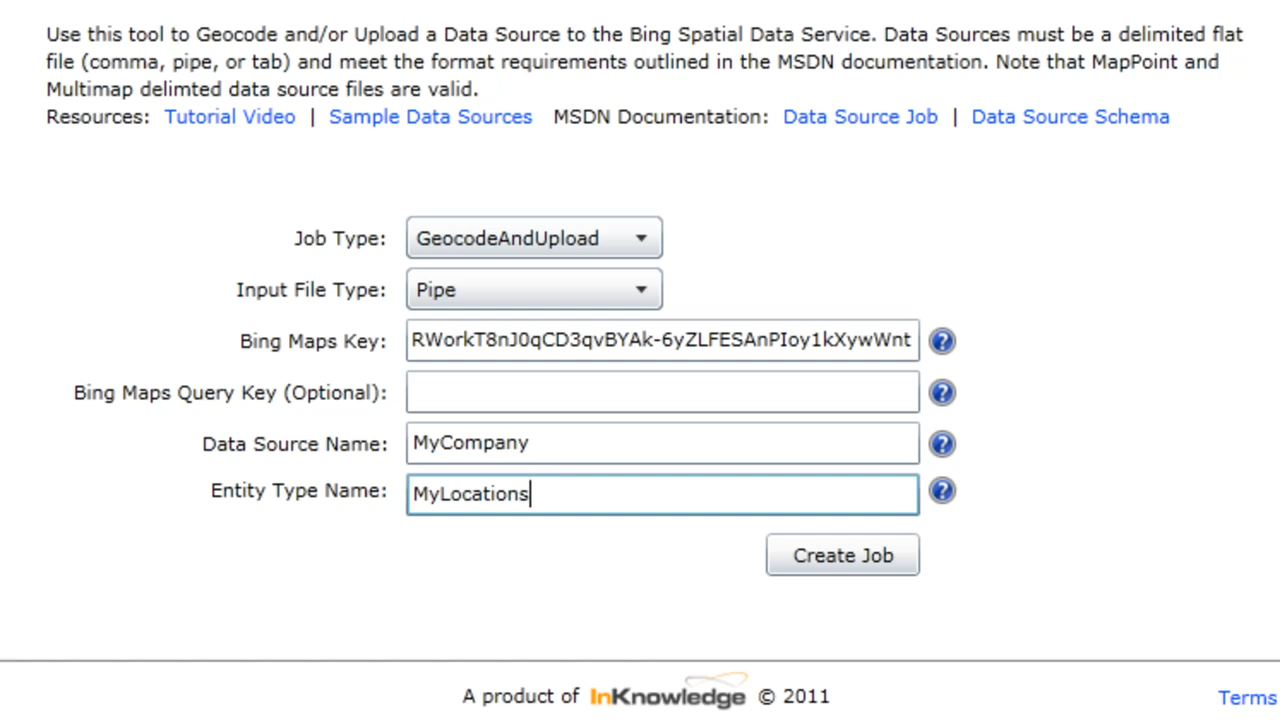 Use this tool to Geocode and/or Upload a Data Source to the Bing Spatial Data Service. Data Sources must be a delimited flat
file (comma, pipe, or tab) and meet the format requirements outlined in the MSDN documentation. Note that MapPoint and
Multimap delimted data source files are valid.
Resources: Tutorial Video | Sample Data Sources MSDN Documentation: Data Source Job | Data Source Schema
Job Type: GeocodeAndUpload
Input File Type: Pipe
Bing Maps Key: RWorkT8nJ0qCD3qvBYAk-6yZLFESAnPIoy1kXywWnt ?
Bing Maps Query Key (Optional): ?
Data Source Name: MyCompany ?
Entity Type Name: MyLocations ?
Create Job
A product of InKnowledge © 2011
Terms